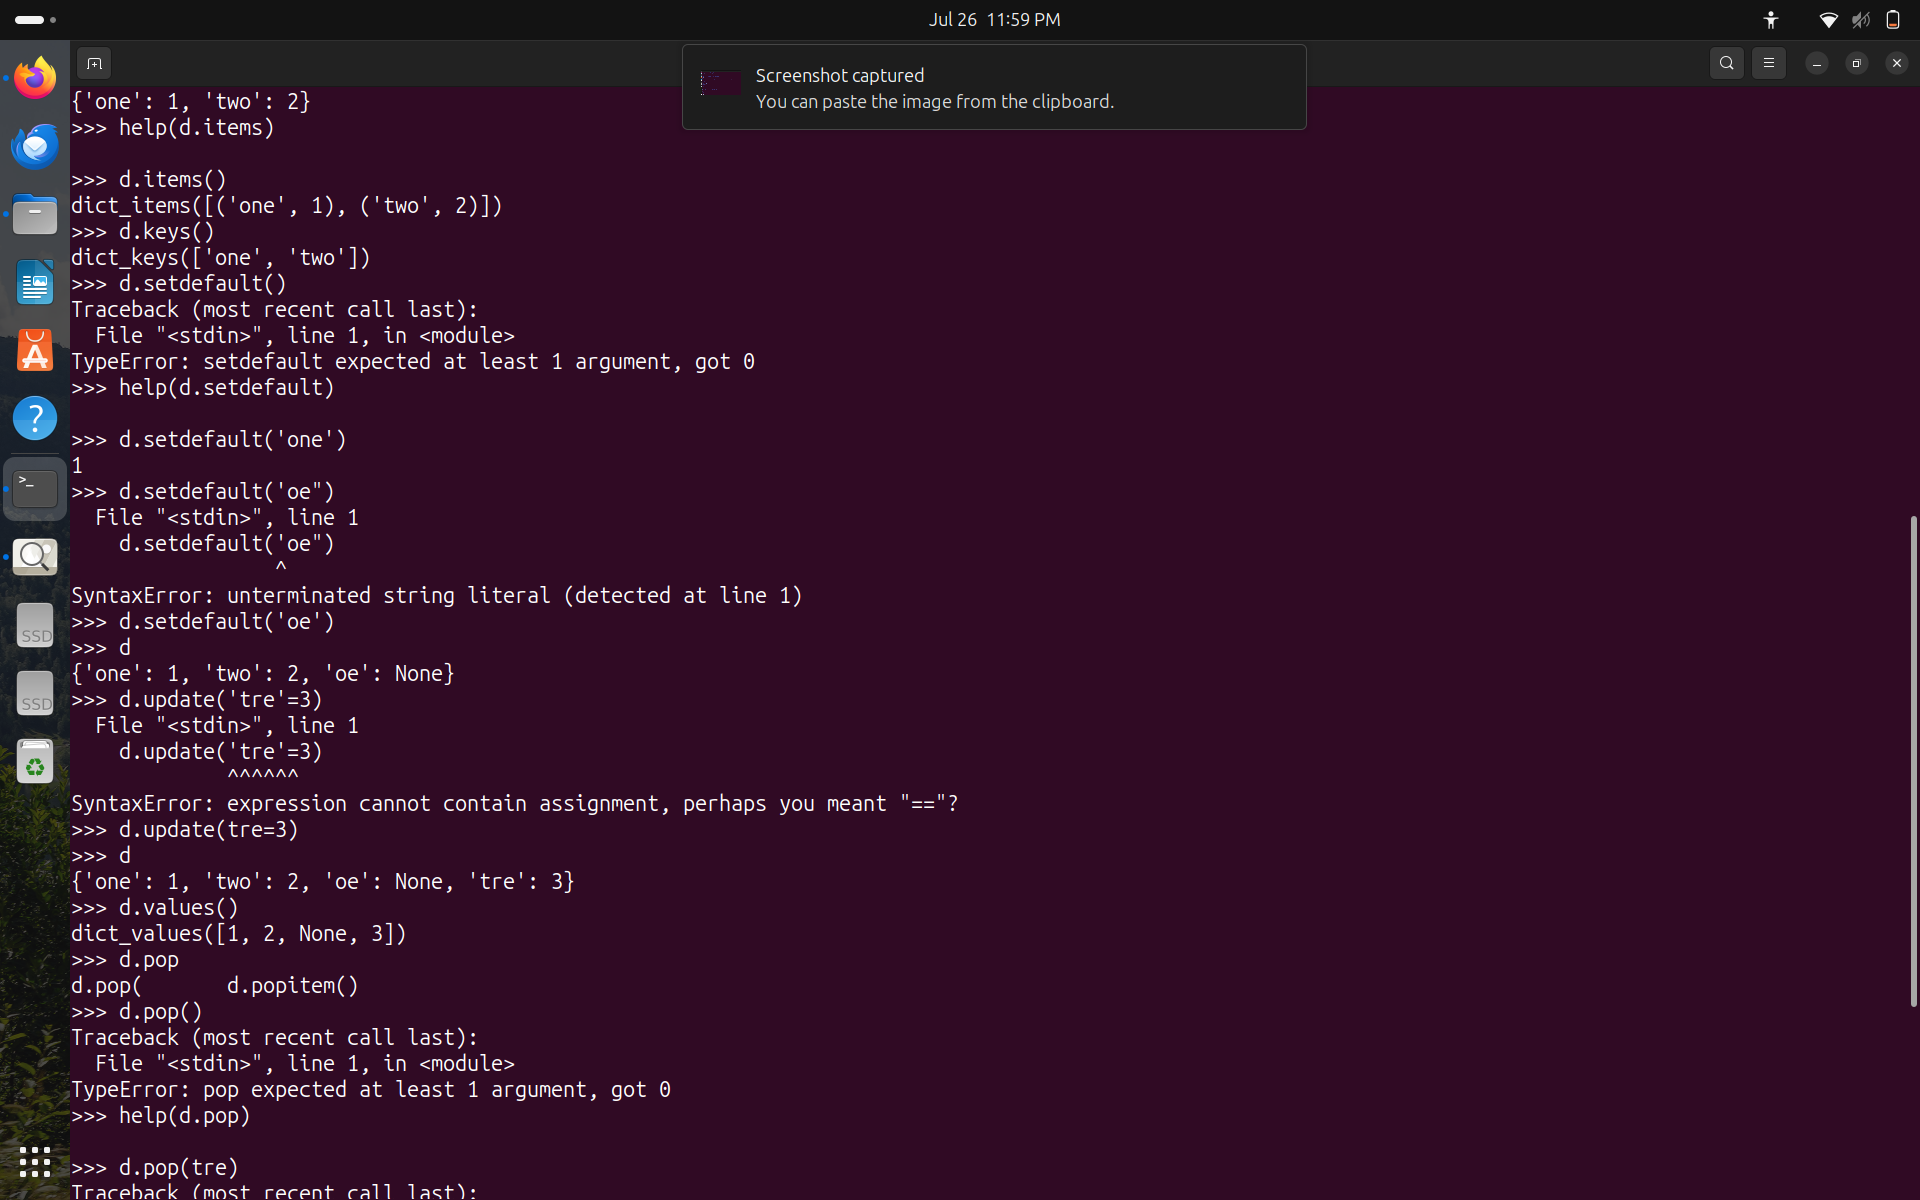 Jul 26 11:59 PM
Screenshot captured
You can paste the image from the clipboard.
{'one': 1, 'two': 2}
>>> help(d.items)
>>> d.items()
dict_items([('one', 1), ('two', 2)])
>>> d.keys()
dict_keys(['one', 'two'])
>>> d.setdefault()
Traceback (most recent call last):
  File "<stdin>", line 1, in <module>
TypeError: setdefault expected at least 1 argument, got 0
>>> help(d.setdefault)
>>> d.setdefault('one')
1
>>> d.setdefault('oe")
  File "<stdin>", line 1
    d.setdefault('oe")
                 ^
SyntaxError: unterminated string literal (detected at line 1)
>>> d.setdefault('oe')
>>> d
{'one': 1, 'two': 2, 'oe': None}
>>> d.update('tre'=3)
  File "<stdin>", line 1
    d.update('tre'=3)
             ^^^^^^
SyntaxError: expression cannot contain assignment, perhaps you meant "=="?
>>> d.update(tre=3)
>>> d
{'one': 1, 'two': 2, 'oe': None, 'tre': 3}
>>> d.values()
dict_values([1, 2, None, 3])
>>> d.pop
d.pop(       d.popitem()
>>> d.pop()
Traceback (most recent call last):
  File "<stdin>", line 1, in <module>
TypeError: pop expected at least 1 argument, got 0
>>> help(d.pop)
>>> d.pop(tre)
Traceback (most recent call last):
>_
SSD
SSD